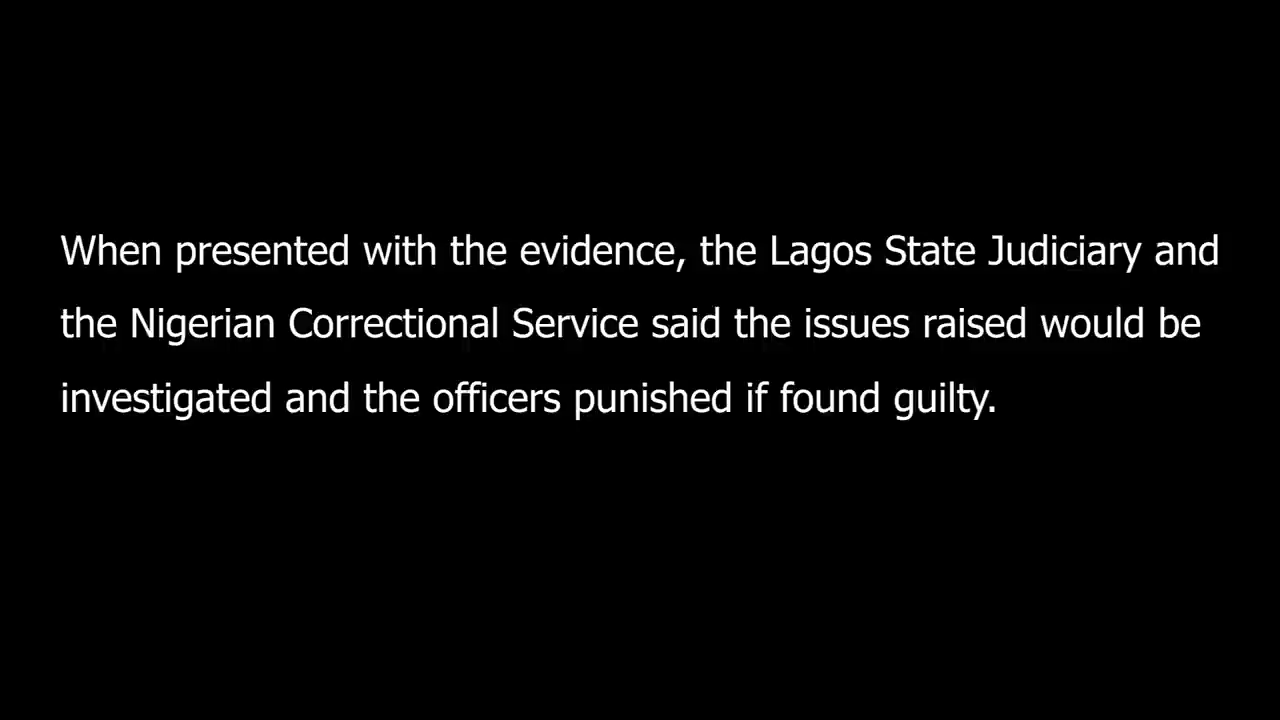 When presented with the evidence, the Lagos State Judiciary and
the Nigerian Correctional Service said the issues raised would be
investigated and the officers punished if found guilty.